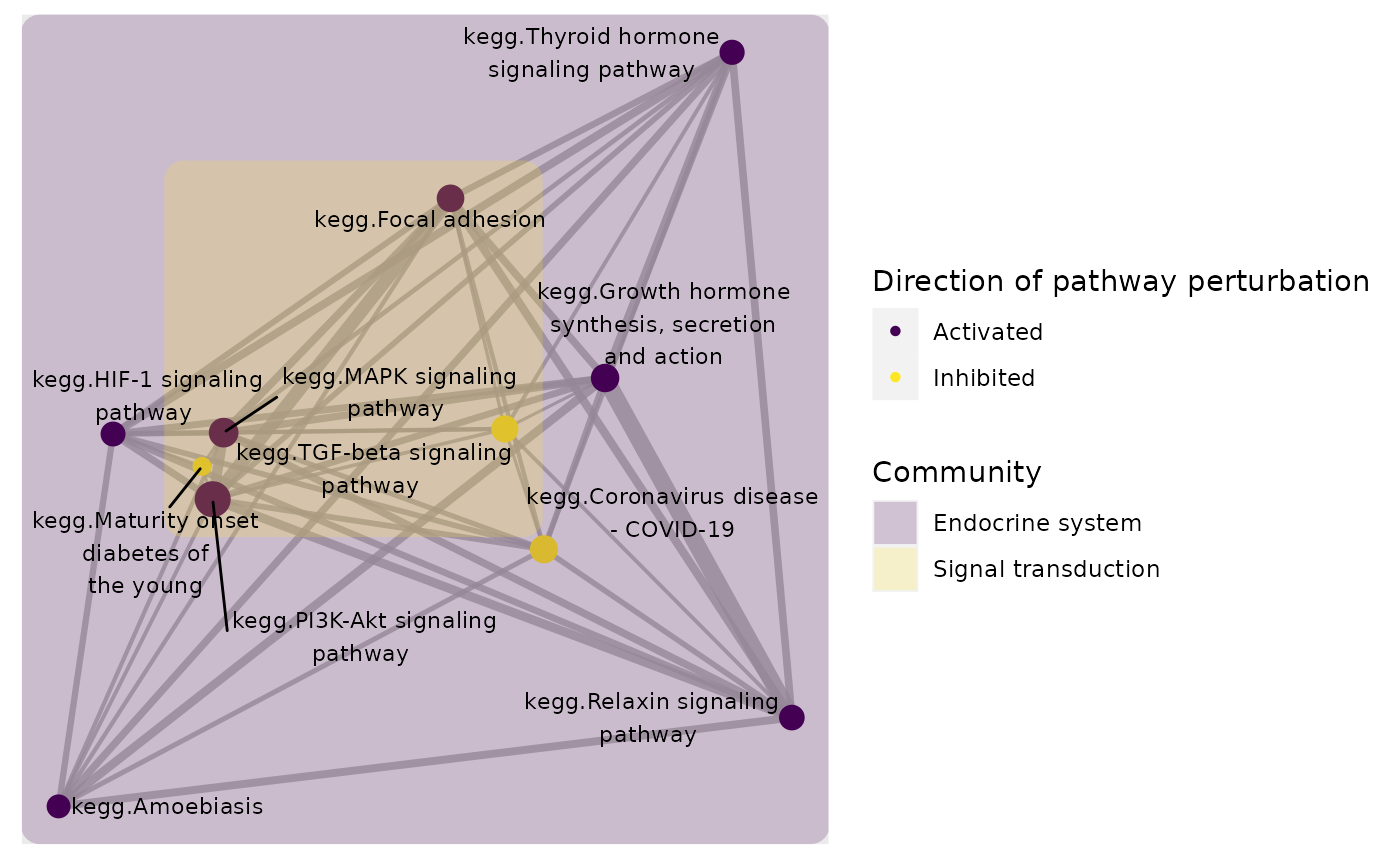 kegg.Thyroid hormone
signaling pathway
kegg.Focal adhesion
kegg.Growth hormone
synthesis, secretion
and action
kegg.HIF-1 signaling
pathway
kegg.MAPK signaling
pathway
kegg.TGF-beta signaling
pathway
kegg.Coronavirus disease
- COVID-19
kegg.Maturity onset
diabetes of
the young
kegg.PI3K-Akt signaling
pathway
kegg.Relaxin signaling
pathway
kegg.Amoebiasis
Direction of pathway perturbation
Activated
Inhibited
Community
Endocrine system
Signal transduction